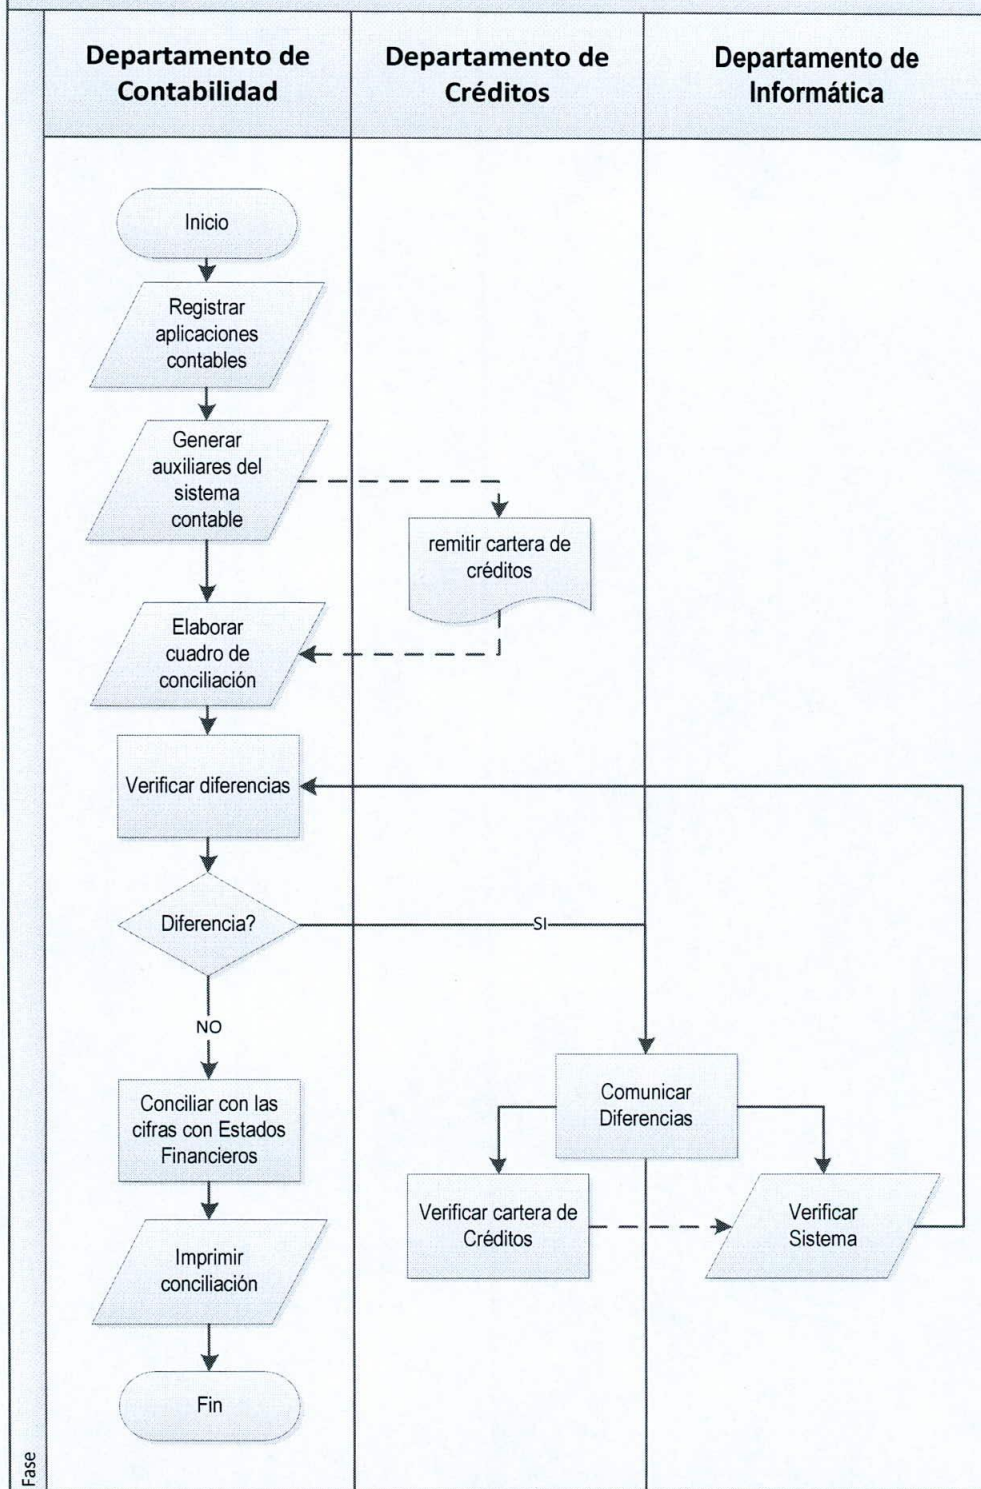 Departamento de
Contabilidad
Departamento de
Créditos
Departamento de
Informática
Inicio
Registrar
aplicaciones
contables
Generar
auxiliares del
sistema
contable
remitir cartera de
créditos
Elaborar
cuadro de
conciliación
Verificar diferencias
Diferencia?
SI
NO
Conciliar con las
cifras con Estados
Financieros
Comunicar
Diferencias
Verificar cartera de
Créditos
Verificar
Sistema
Imprimir
conciliación
Fin
Fase